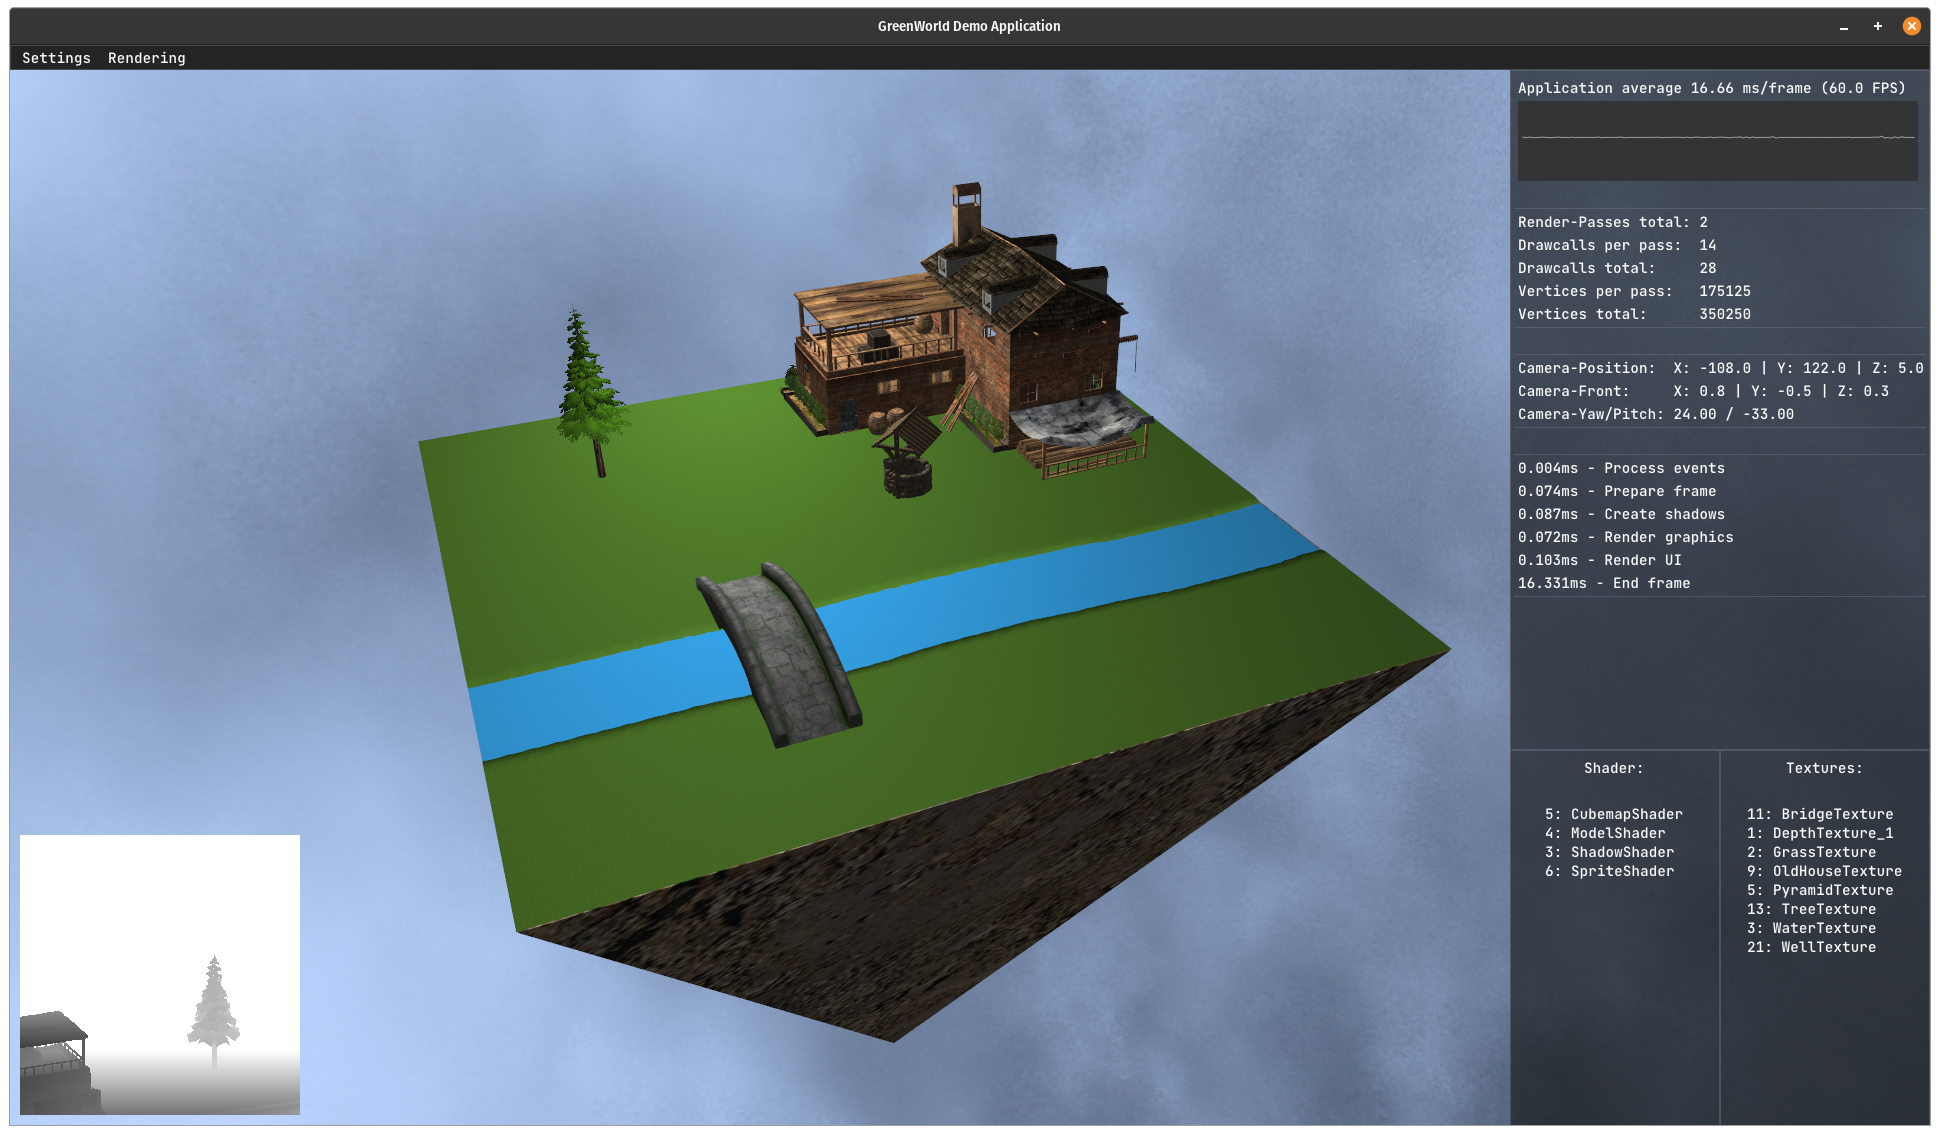 GreenWorld Demo Application
Settings Rendering
Application average 16.66 ms/frame (60.0 FPS)
Render-Passes total: 2
Drawcalls per pass: 14
Drawcalls total: 28
Vertices per pass: 175125
Vertices total: 350250
Camera-Position: X: -108.0 | Y: 122.0 | Z: 5.0
Camera-Front: X: 0.8 | Y: -0.5 | Z: 0.3
Camera-Yaw/Pitch: 24.00 / -33.00
0.004ms - Process events
0.074ms - Prepare frame
0.087ms - Create shadows
0.072ms - Render graphics
0.103ms - Render UI
16.331ms - End frame
Shader:
5: CubemapShader
4: ModelShader
3: ShadowShader
6: SpriteShader
Textures:
11: BridgeTexture
1: DepthTexture_1
2: GrassTexture
9: OldHouseTexture
5: PyramidTexture
13: TreeTexture
3: WaterTexture
21: WellTexture